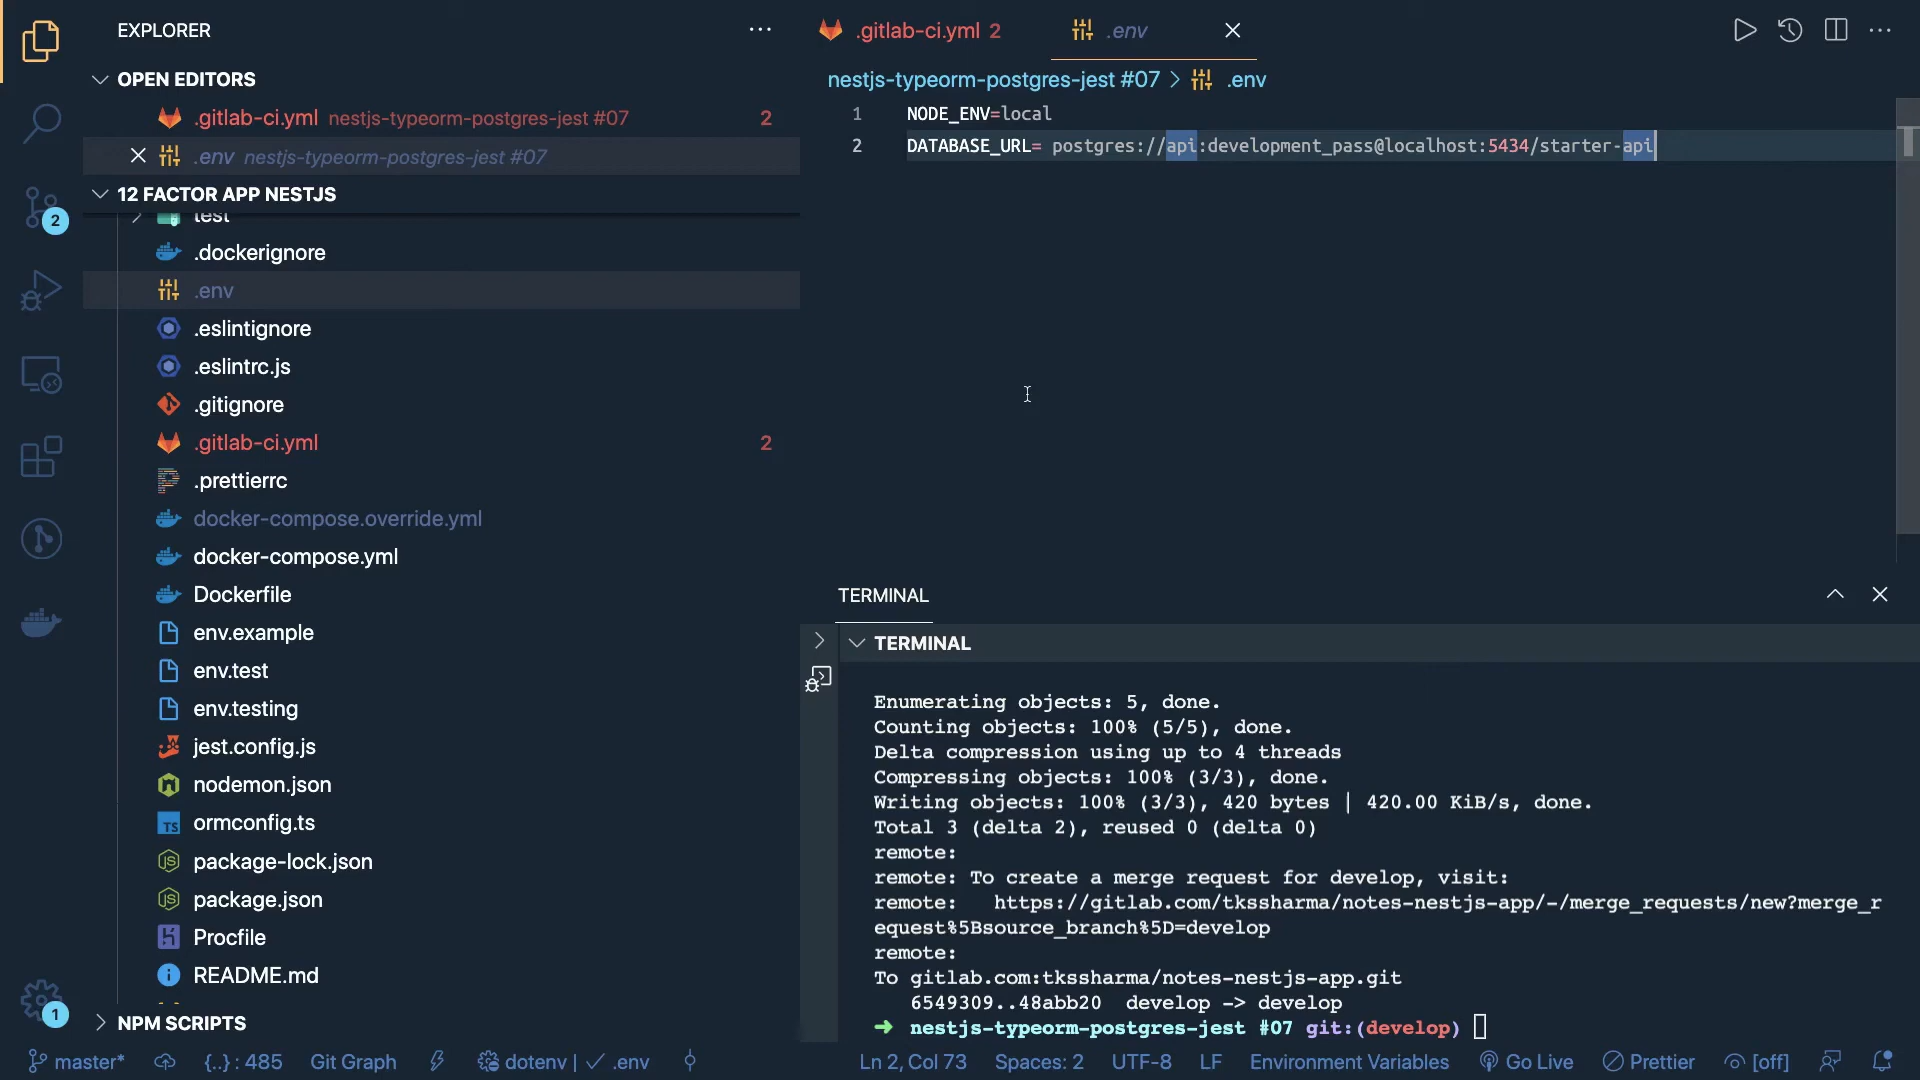 EXPLORER
OPEN EDITORS
.gitlab-ci.yml nestjs-typeorm-postgres-jest #07 2
.env nestjs-typeorm-postgres-jest #07
12 FACTOR APP NESTJS
test
.dockerignore
.env
.eslintignore
.eslintrc.js
.gitignore
.gitlab-ci.yml 2
.prettierrc
docker-compose.override.yml
docker-compose.yml
Dockerfile
env.example
env.test
env.testing
jest.config.js
nodemon.json
ormconfig.ts
package-lock.json
package.json
Procfile
README.md
NPM SCRIPTS
2
1
.gitlab-ci.yml 2
.env
nestjs-typeorm-postgres-jest #07 > .env
1 NODE_ENV=local
2 DATABASE_URL= postgres://api:development_pass@localhost:5434/starter-api
TERMINAL
TERMINAL
Enumerating objects: 5, done.
Counting objects: 100% (5/5), done.
Delta compression using up to 4 threads
Compressing objects: 100% (3/3), done.
Writing objects: 100% (3/3), 420 bytes | 420.00 KiB/s, done.
Total 3 (delta 2), reused 0 (delta 0)
remote:
remote: To create a merge request for develop, visit:
remote:   https://gitlab.com/tkssharma/notes-nestjs-app/-/merge_requests/new?merge_r
equest%5Bsource_branch%5D=develop
remote:
To gitlab.com:tkssharma/notes-nestjs-app.git
   6549309..48abb20  develop -> develop
➜ nestjs-typeorm-postgres-jest #07 git:(develop)
master* {..} : 485 Git Graph dotenv | ✓ .env Ln 2, Col 73 Spaces: 2 UTF-8 LF Environment Variables Go Live Prettier [off]